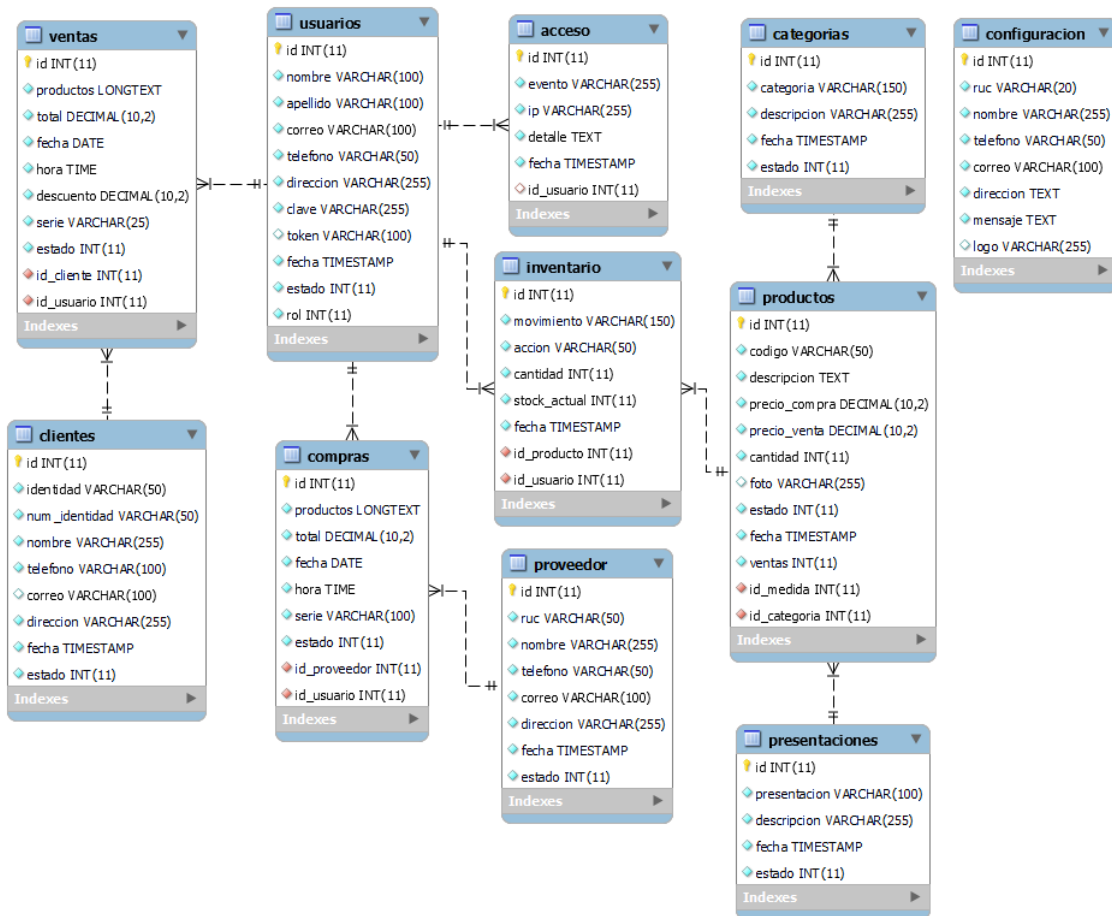 ventas
id INT(11)
productos LONGTEXT
total DECIMAL(10,2)
fecha DATE
hora TIME
descuento DECIMAL(10,2)
serie VARCHAR(25)
estado INT(11)
id_cliente INT(11)
id_usuario INT(11)
Indexes
usuarios
id INT(11)
nombre VARCHAR(100)
apellido VARCHAR(100)
correo VARCHAR(100)
telefono VARCHAR(50)
direccion VARCHAR(255)
clave VARCHAR(255)
token VARCHAR(100)
fecha TIMESTAMP
estado INT(11)
rol INT(11)
Indexes
acceso
id INT(11)
evento VARCHAR(255)
ip VARCHAR(255)
detalle TEXT
fecha TIMESTAMP
id_usuario INT(11)
Indexes
categorias
id INT(11)
categoria VARCHAR(150)
descripcion VARCHAR(255)
fecha TIMESTAMP
estado INT(11)
Indexes
configuracion
id INT(11)
ruc VARCHAR(20)
nombre VARCHAR(255)
telefono VARCHAR(50)
correo VARCHAR(100)
direccion TEXT
mensaje TEXT
logo VARCHAR(255)
Indexes
inventario
id INT(11)
movimiento VARCHAR(150)
accion VARCHAR(50)
cantidad INT(11)
stock_actual INT(11)
fecha TIMESTAMP
id_producto INT(11)
id_usuario INT(11)
Indexes
productos
id INT(11)
codigo VARCHAR(50)
descripcion TEXT
precio_compra DECIMAL(10,2)
precio_venta DECIMAL(10,2)
cantidad INT(11)
foto VARCHAR(255)
estado INT(11)
fecha TIMESTAMP
ventas INT(11)
id_medida INT(11)
id_categoria INT(11)
Indexes
clientes
id INT(11)
identidad VARCHAR(50)
num_identidad VARCHAR(50)
nombre VARCHAR(255)
telefono VARCHAR(100)
correo VARCHAR(100)
direccion VARCHAR(255)
fecha TIMESTAMP
estado INT(11)
Indexes
compras
id INT(11)
productos LONGTEXT
total DECIMAL(10,2)
fecha DATE
hora TIME
serie VARCHAR(100)
estado INT(11)
id_proveedor INT(11)
id_usuario INT(11)
Indexes
proveedor
id INT(11)
ruc VARCHAR(50)
nombre VARCHAR(255)
telefono VARCHAR(50)
correo VARCHAR(100)
direccion VARCHAR(255)
fecha TIMESTAMP
estado INT(11)
Indexes
presentaciones
id INT(11)
presentacion VARCHAR(100)
descripcion VARCHAR(255)
fecha TIMESTAMP
estado INT(11)
Indexes